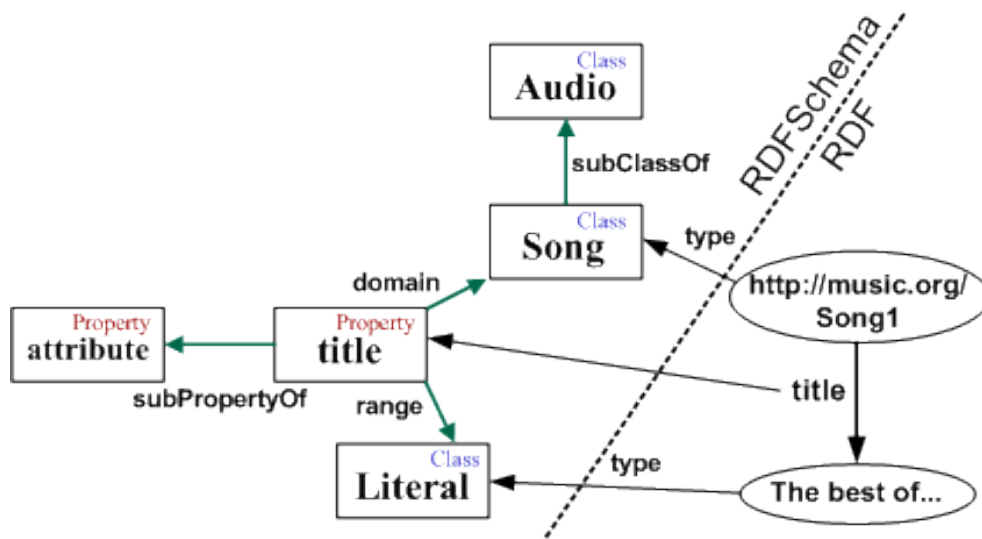 Class
Audio
RDFSchema
RDF
subClassOf
Class
Song
type
http://music.org/
Song1
domain
Property
attribute
Property
title
subPropertyOf
range
title
Class
Literal
type
The best of...